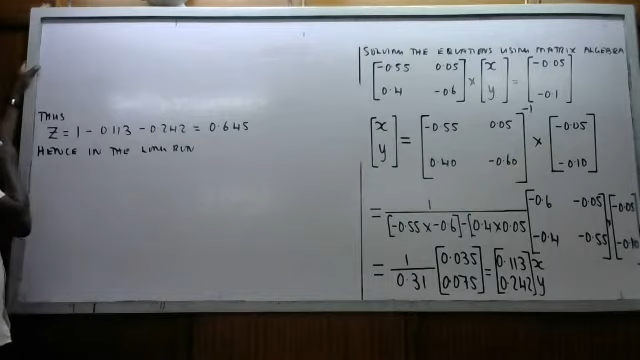 THUS
Z = 1 - 0.113 - 0.242 = 0.645
HENCE IN THE LONG RUN
SOLVING THE EQUATIONS USING MATRIX ALGEBRA
[-0.55 0.05] × [x] = [-0.05]
[0.4 -0.6] [y] [-0.1]
[x] = [-0.55 0.05]⁻¹ × [-0.05]
[y] [0.40 -0.60] [-0.10]
= 1 / [-0.55 x -0.6] - [0.4 x 0.05] [-0.6 -0.05] [-0.05]
[-0.4 -0.55] [-0.10]
= 1 / 0.31 [0.035] = [0.113] x
[0.075] [0.242] y